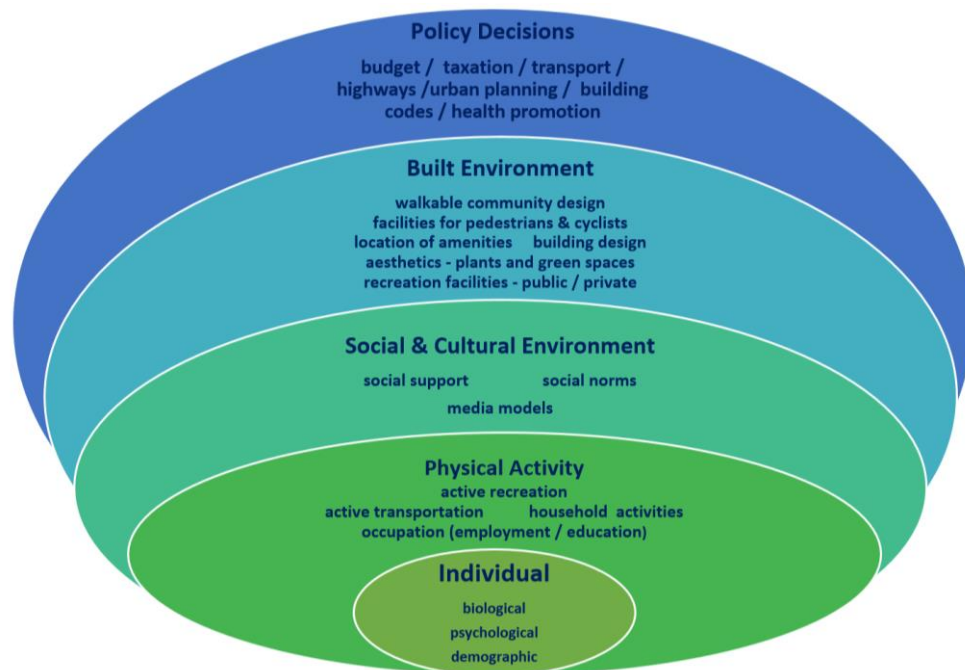 Policy Decisions
budget / taxation / transport /
highways /urban planning / building
codes / health promotion
Built Environment
walkable community design
facilities for pedestrians & cyclists
location of amenities building design
aesthetics - plants and green spaces
recreation facilities - public / private
Social & Cultural Environment
social support social norms
media models
Physical Activity
active recreation
active transportation household activities
occupation (employment / education)
Individual
biological
psychological
demographic